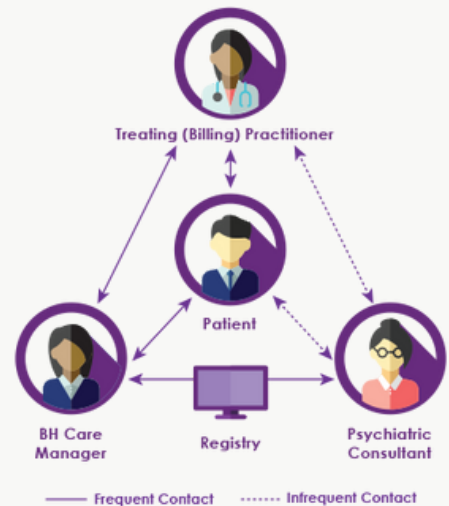 Treating (Billing) Practitioner
Patient
BH Care
Manager
Registry
Psychiatric
Consultant
Frequent Contact
Infrequent Contact